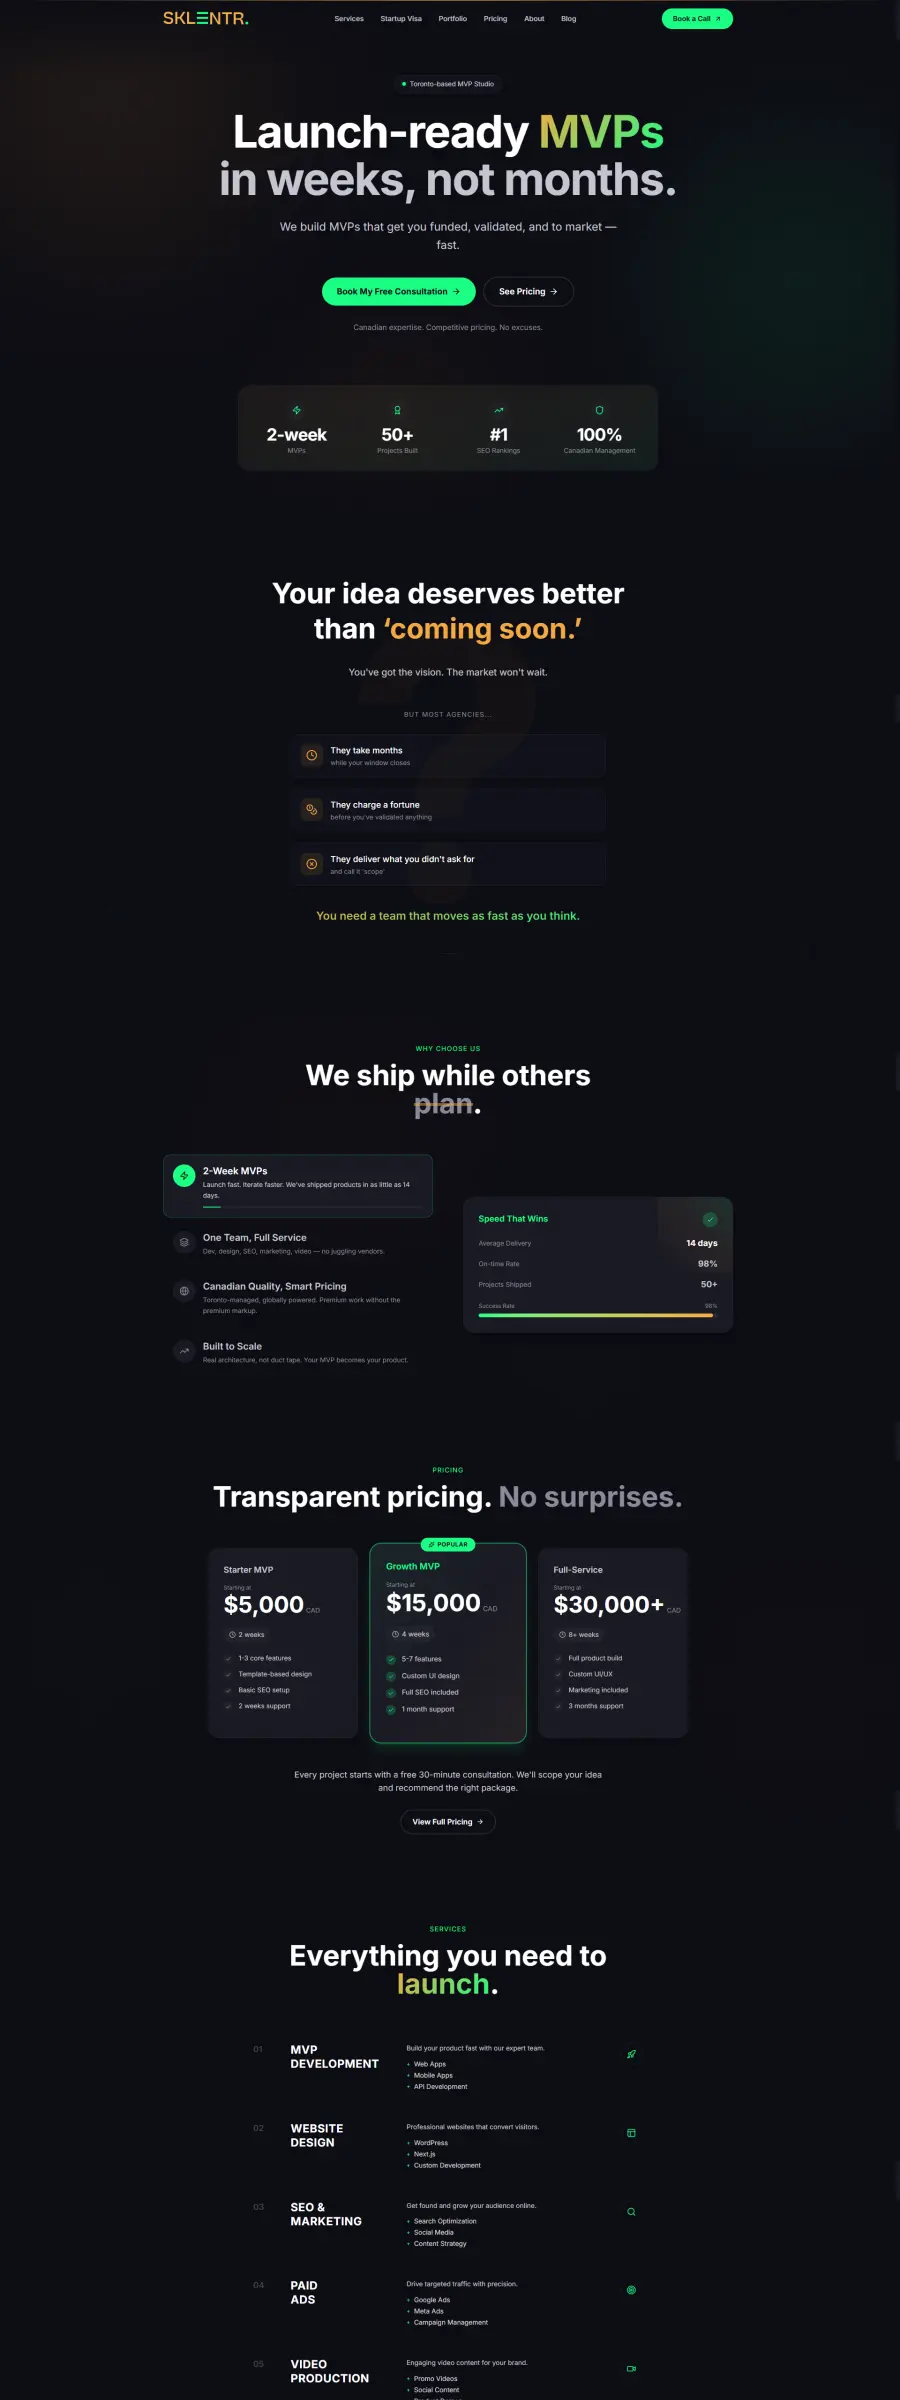 SKLENTR.
Services
Startup Visa
Portfolio
Pricing
About
Blog
Book a Call
Toronto-based MVP Studio
Launch-ready MVPs
in weeks, not months.
We build MVPs that get you funded, validated, and to market —
fast.
Book My Free Consultation →
See Pricing →
Canadian expertise. Competitive pricing. No excuses.
2-week
MVPs
50+
Projects Built
#1
SEO Rankings
100%
Canadian Management
Your idea deserves better
than ‘coming soon.’
You've got the vision. The market won't wait.
BUT MOST AGENCIES...
They take months
while your window closes
They charge a fortune
before you've validated anything
They deliver what you didn't ask for
and call it 'scope'
You need a team that moves as fast as you think.
WHY CHOOSE US
We ship while others
plan.
2-Week MVPs
Launch fast. Iterate faster. We've shipped products in as little as 14
days.
One Team, Full Service
Dev, design, SEO, marketing, video — no juggling vendors.
Canadian Quality, Smart Pricing
Toronto-managed, globally powered. Premium work without the
premium markup.
Built to Scale
Real architecture, not duct tape. Your MVP becomes your product.
Speed That Wins
Average Delivery 14 days
On-time Rate 98%
Projects Shipped 50+
Success Rate 98%
PRICING
Transparent pricing. No surprises.
Starter MVP
Starting at
$5,000 CAD
2 weeks
1-3 core features
Template-based design
Basic SEO setup
2 weeks support
POPULAR
Growth MVP
Starting at
$15,000 CAD
4 weeks
5-7 features
Custom UI design
Full SEO included
1 month support
Full-Service
Starting at
$30,000+ CAD
8+ weeks
Full product build
Custom UI/UX
Marketing included
3 months support
Every project starts with a free 30-minute consultation. We'll scope your idea
and recommend the right package.
View Full Pricing →
SERVICES
Everything you need to
launch.
01
MVP
DEVELOPMENT
Build your product fast with our expert team.
Web Apps
Mobile Apps
API Development
02
WEBSITE
DESIGN
Professional websites that convert visitors.
WordPress
Next.js
Custom Development
03
SEO &
MARKETING
Get found and grow your audience online.
Search Optimization
Social Media
Content Strategy
04
PAID
ADS
Drive targeted traffic with precision.
Google Ads
Meta Ads
Campaign Management
05
VIDEO
PRODUCTION
Engaging video content for your brand.
Promo Videos
Social Content